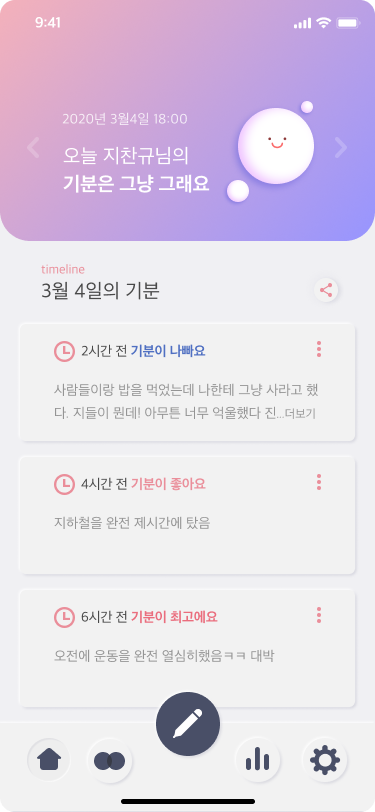 9:41
2020년 3월4일 18:00
오늘 지찬규님의
기분은 그냥 그래요
timeline
3월 4일의 기분
2시간 전 기분이 나빠요
사람들이랑 밥을 먹었는데 나한테 그냥 사라고 했
다. 지들이 뭔데! 아무튼 너무 억울했다 진...더보기
4시간 전 기분이 좋아요
지하철을 완전 제시간에 탔음
6시간 전 기분이 최고에요
오전에 운동을 완전 열심히했음ㅋㅋ 대박